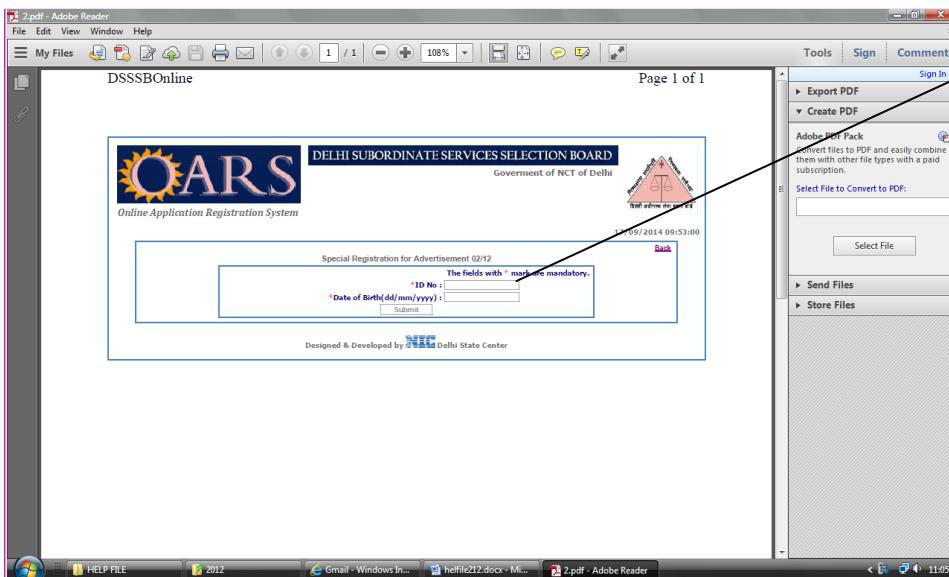 2.pdf - Adobe Reader
File Edit View Window Help
My Files 1 / 1 108% Tools Sign Comment
Sign In
DSSSBOnline Page 1 of 1
OARS
Online Application Registration System
DELHI SUBORDINATE SERVICES SELECTION BOARD
Goverment of NCT of Delhi
17/09/2014 09:53:00
Back
Special Registration for Advertisement 02/12
The fields with * mark are mandatory.
*ID No :
*Date of Birth(dd/mm/yyyy) :
Submit
Designed & Developed by NIC Delhi State Center
Export PDF
Create PDF
Adobe PDF Pack
Convert files to PDF and easily combine
them with other file types with a paid
subscription.
Select File to Convert to PDF:
Select File
Send Files
Store Files
HELP FILE 2012 Gmail - Windows In... helfile212.docx - Mi... 2.pdf - Adobe Reader 11:05